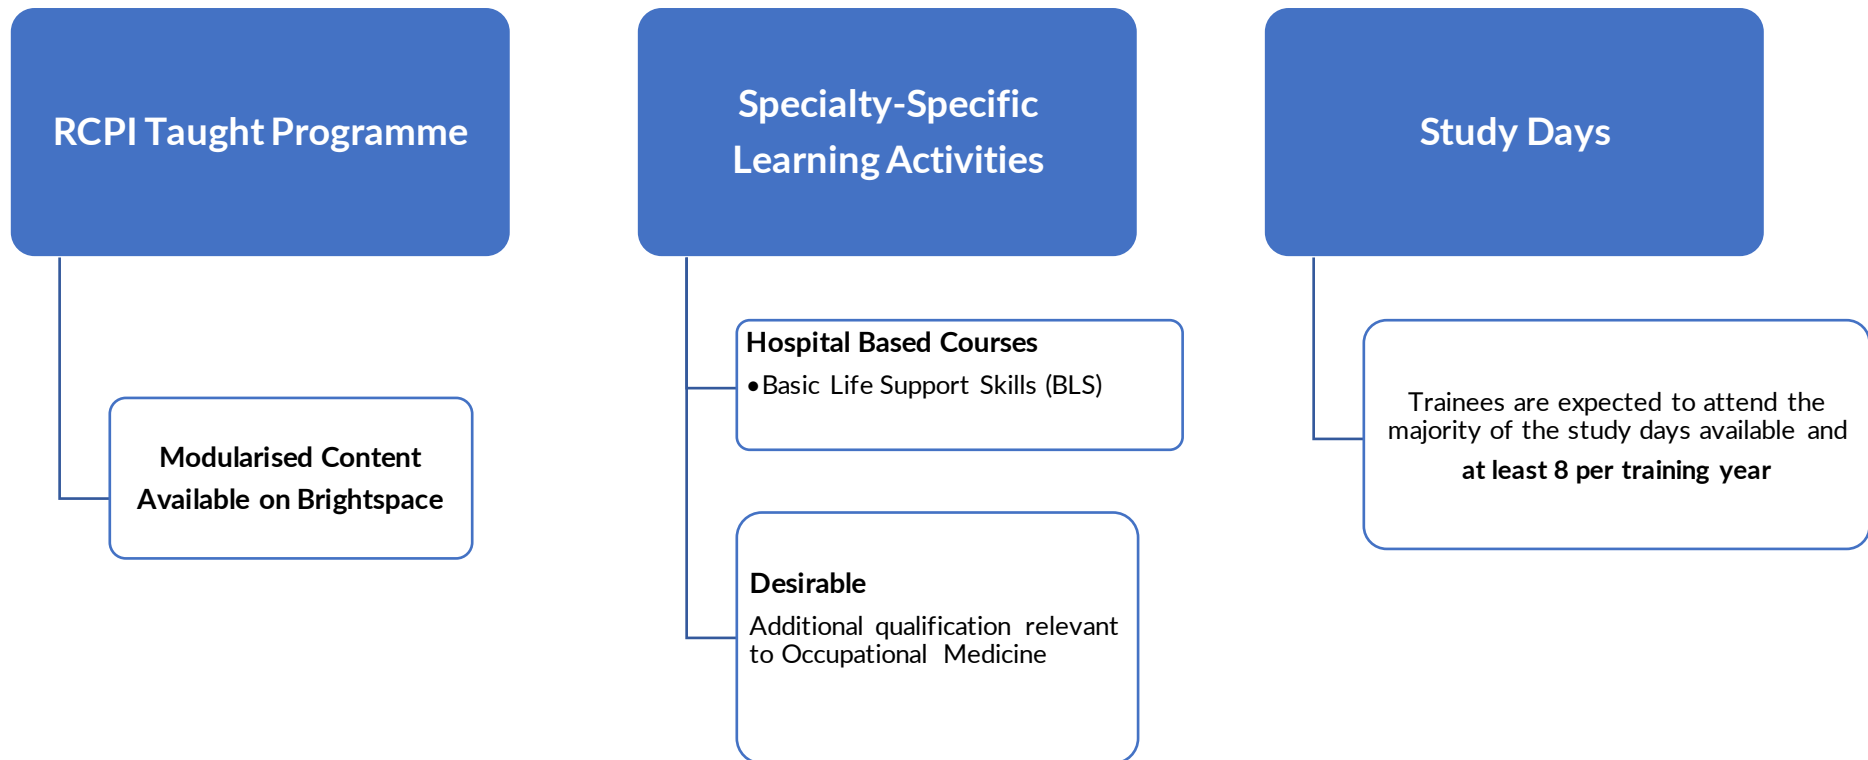 RCPI Taught Programme
Modularised Content
Available on Brightspace
Specialty-Specific
Learning Activities
Hospital Based Courses
•Basic Life Support Skills (BLS)
Desirable
Additional qualification relevant
to Occupational Medicine
Study Days
Trainees are expected to attend the
majority of the study days available and
at least 8 per training year